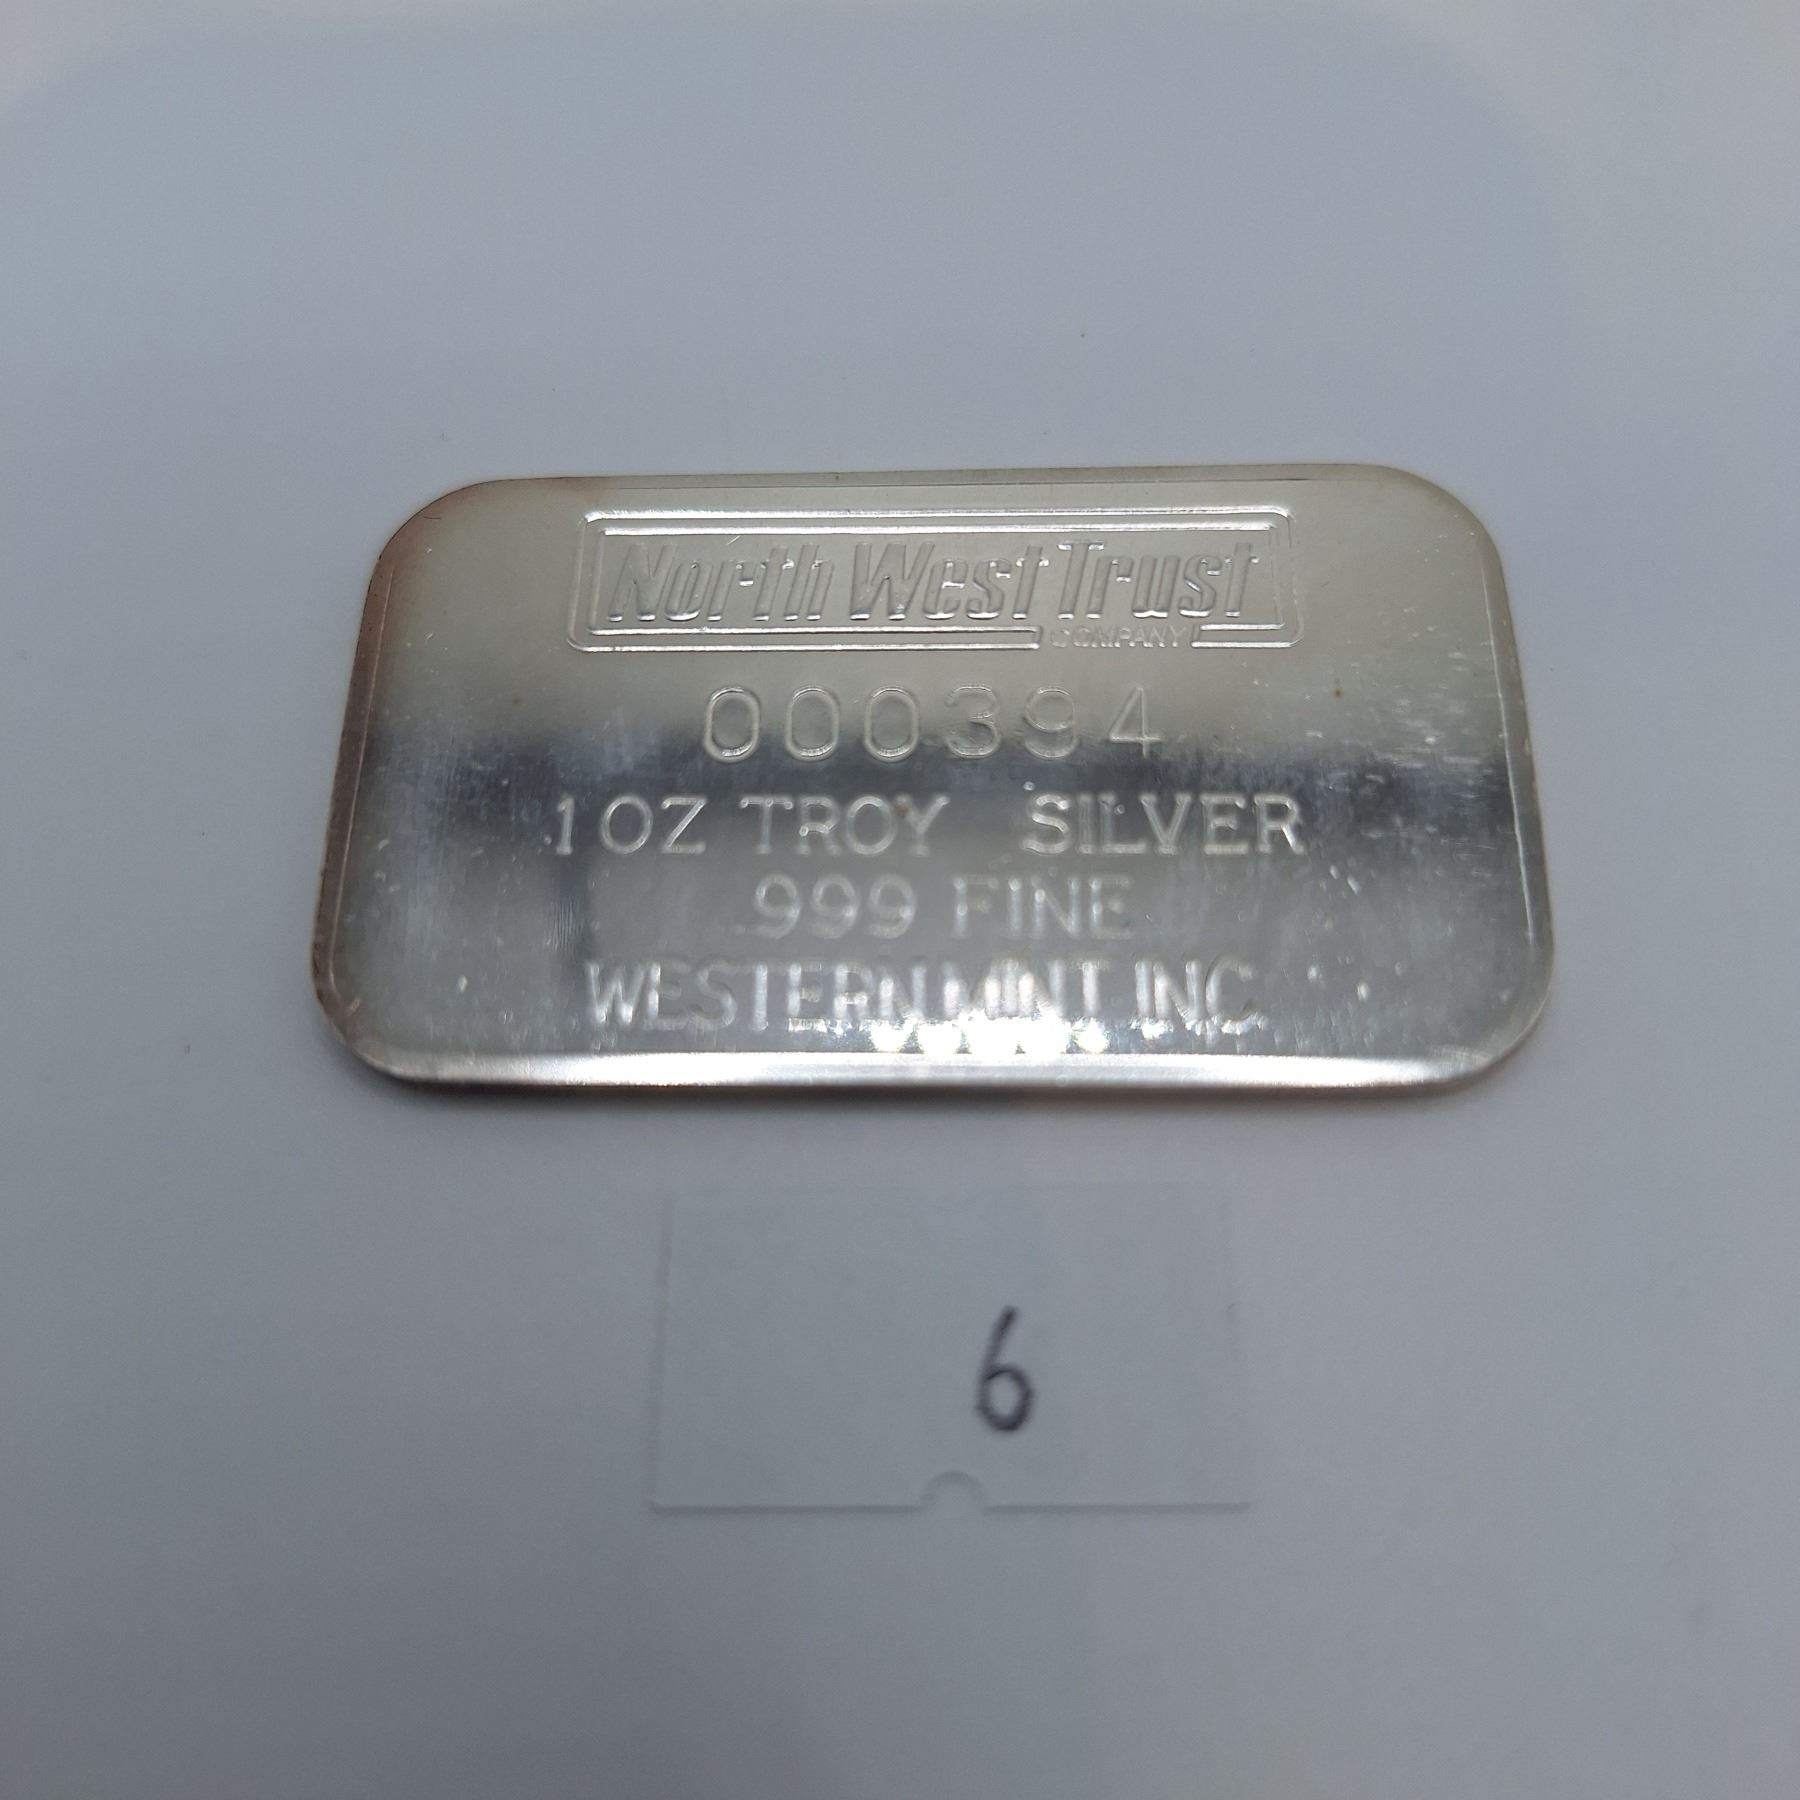 North West Trust
COMPANY
000394
1 OZ TROY SILVER
.999 FINE
WESTERN MINT INC.
6